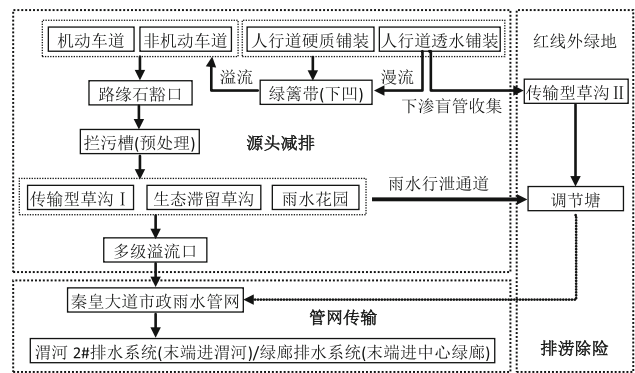 机动车道 非机动车道 人行道硬质铺装 人行道透水铺装 红线外绿地
溢流 漫流
路缘石豁口 绿篱带(下凹) 下渗盲管收集 传输型草沟Ⅱ
拦污槽(预处理) 源头减排
传输型草沟Ⅰ 生态滞留草沟 雨水花园 雨水行泄通道 调节塘
多级溢流口
秦皇大道市政雨水管网
管网传输
渭河2#排水系统(末端进渭河)/绿廊排水系统(末端进中心绿廊) 排涝除险